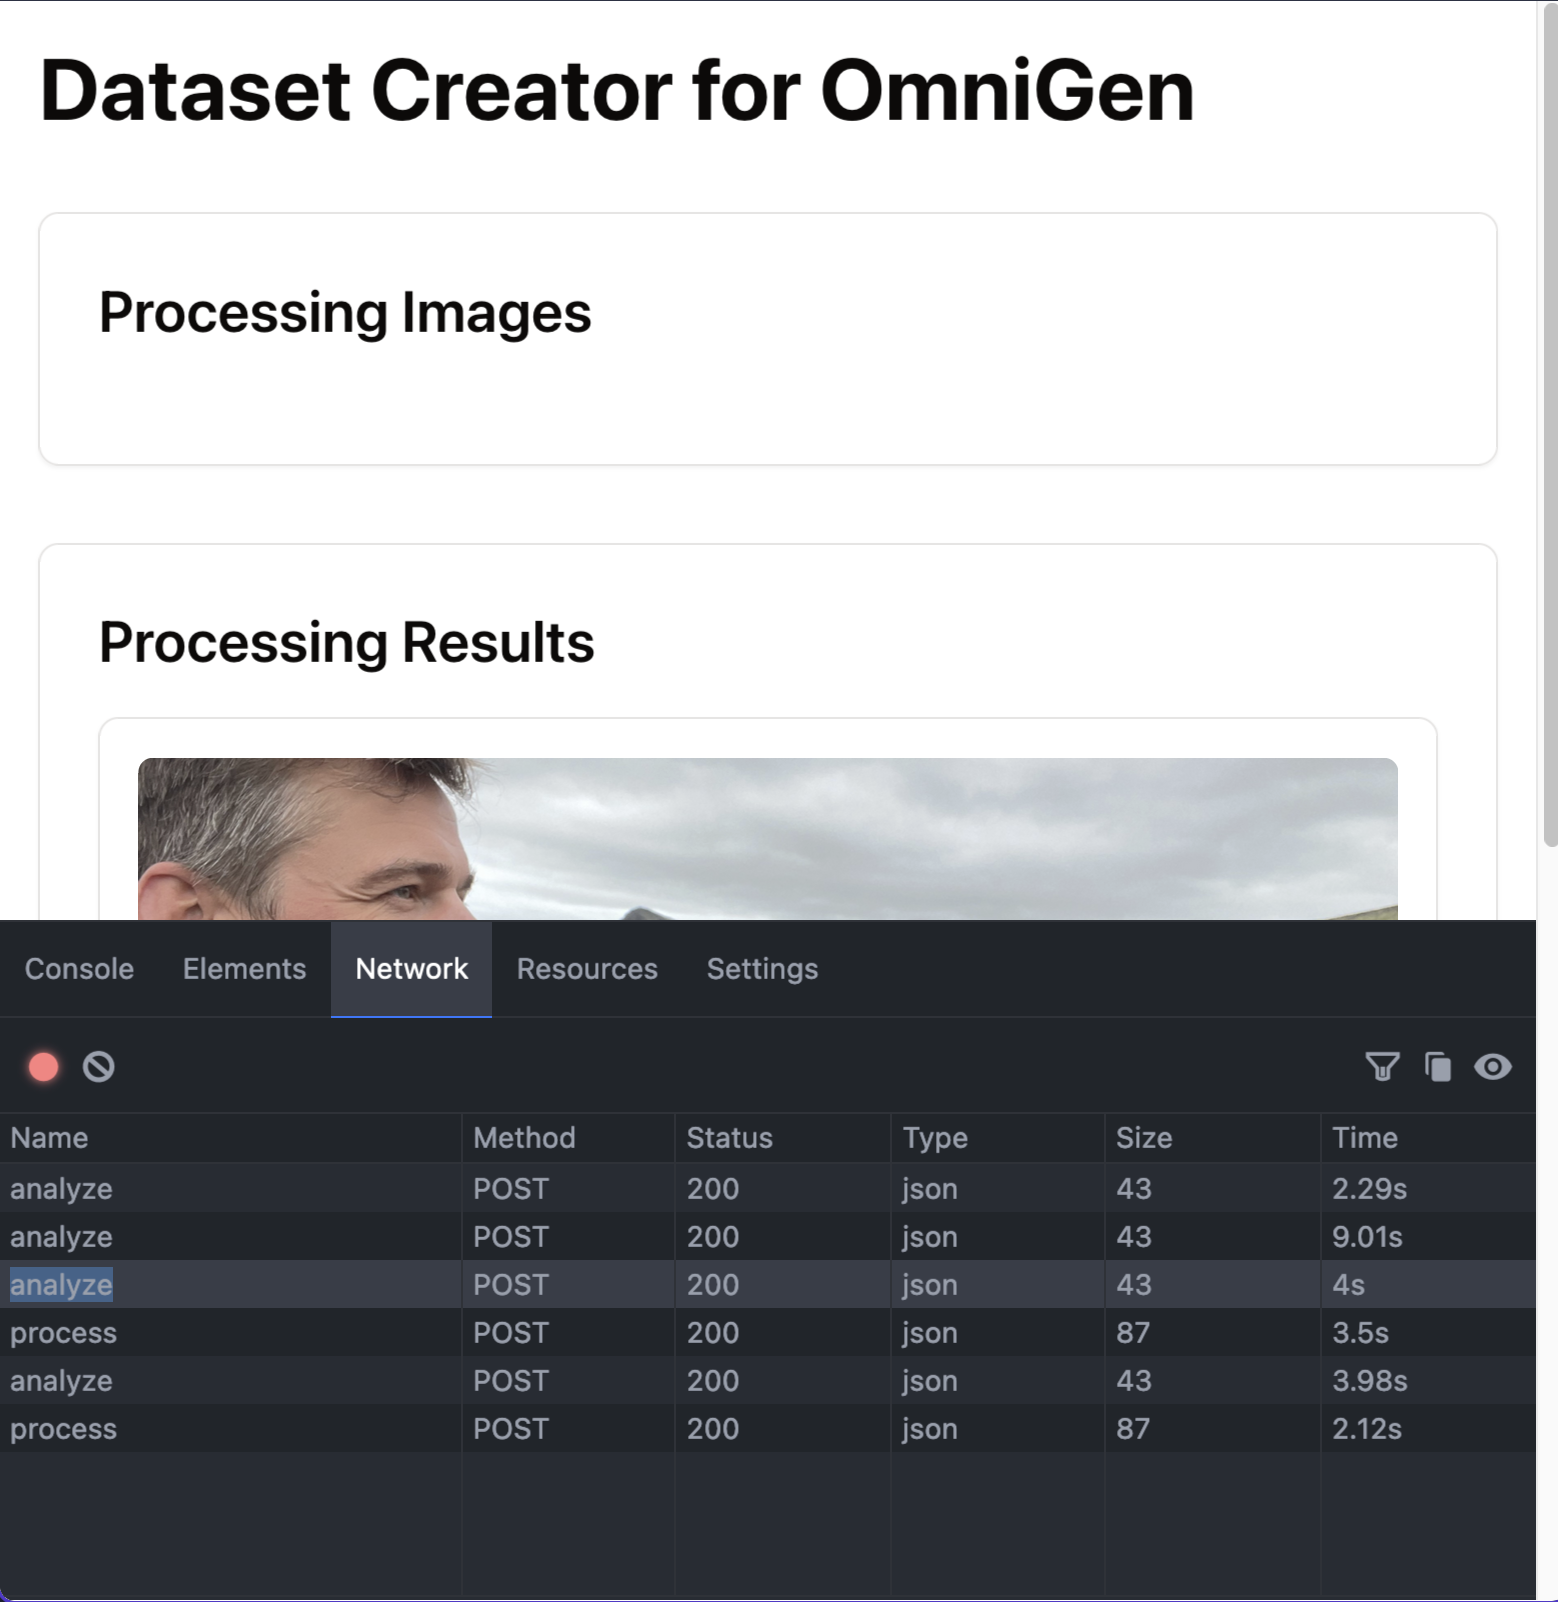 Dataset Creator for OmniGen
Processing Images
Processing Results
Console Elements Network Resources Settings
Name Method Status Type Size Time
analyze POST 200 json 43 2.29s
analyze POST 200 json 43 9.01s
analyze POST 200 json 43 4s
process POST 200 json 87 3.5s
analyze POST 200 json 43 3.98s
process POST 200 json 87 2.12s